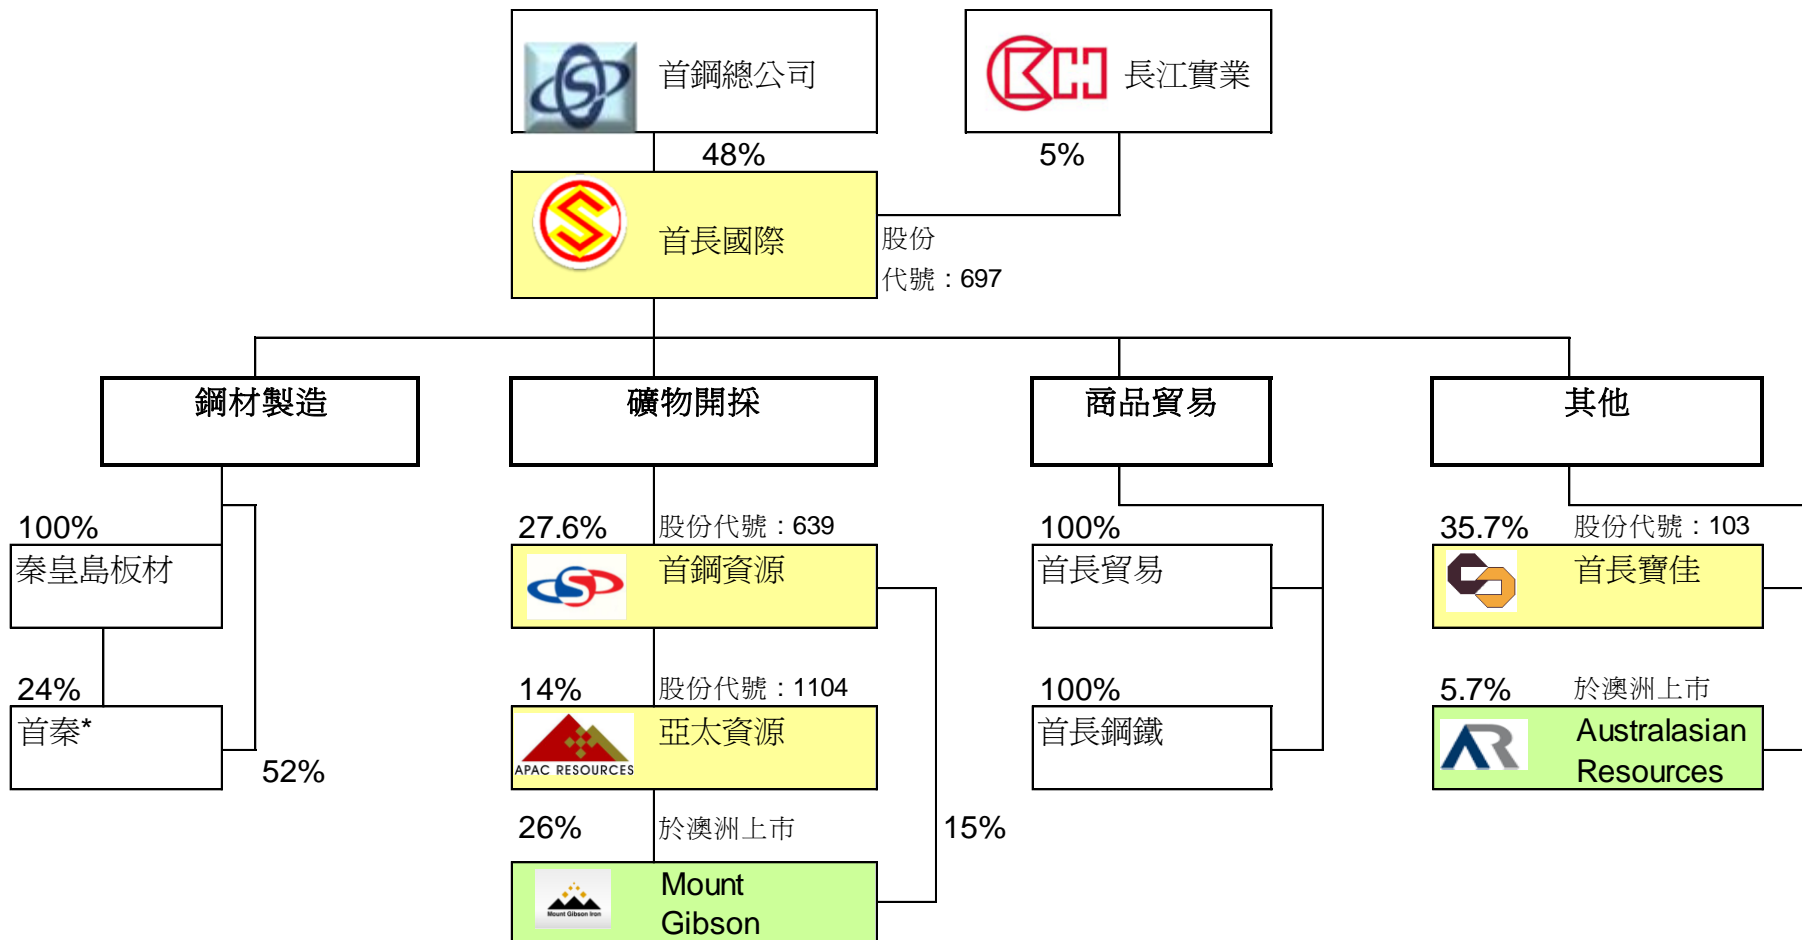 首鋼總公司
長江實業
48%
5%
首長國際
股份
代號：697
鋼材製造
礦物開採
商品貿易
其他
100%
秦皇島板材
24%
首秦*
52%
27.6%
股份代號：639
首鋼資源
14%
股份代號：1104
亞太資源
APAC RESOURCES
26%
於澳洲上市
15%
Mount Gibson Iron
Mount
Gibson
100%
首長貿易
100%
首長鋼鐵
35.7%
股份代號：103
首長寶佳
5.7%
於澳洲上市
Australasian
Resources